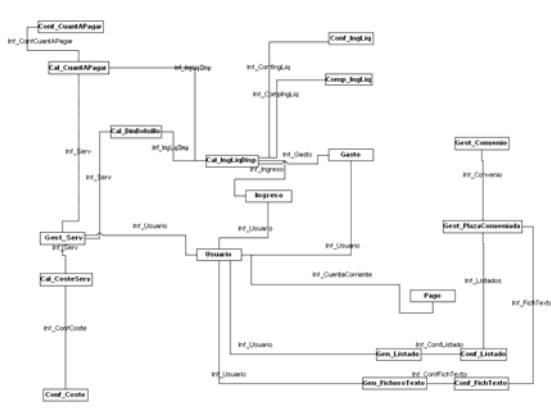 Conf_CuantAPagar
Inf_ConfCuantAPagar
Conf_IngLiq
Cal_CuantAPagar
Inf_IngLiqDisp
Inf_ConfIngLiq
Comp_IngLiq
Inf_CompIngLiq
Cal_DinBolsillo
Inf_IngLiqDisp
Inf_Serv
Cal_IngLiqDisp
Inf_Gasto
Gasto
Gest_Convenio
Inf_Ingreso
Inf_Serv
Inf_Convenio
Ingreso
Gest_PlazaConveniada
Inf_Usuario
Inf_Usuario
Gest_Serv
Inf_Serv
Inf_Usuario
Usuario
Inf_CuentaCorriente
Cal_CosteServ
Inf_Listados
Pago
Inf_FichTexto
Inf_ConfCoste
Inf_Usuario
Inf_ConfListado
Gen_Listado
Conf_Listado
Inf_Usuario
Inf_ConfFichTexto
Gen_FicheroTexto
Conf_FichTexto
Conf_Coste